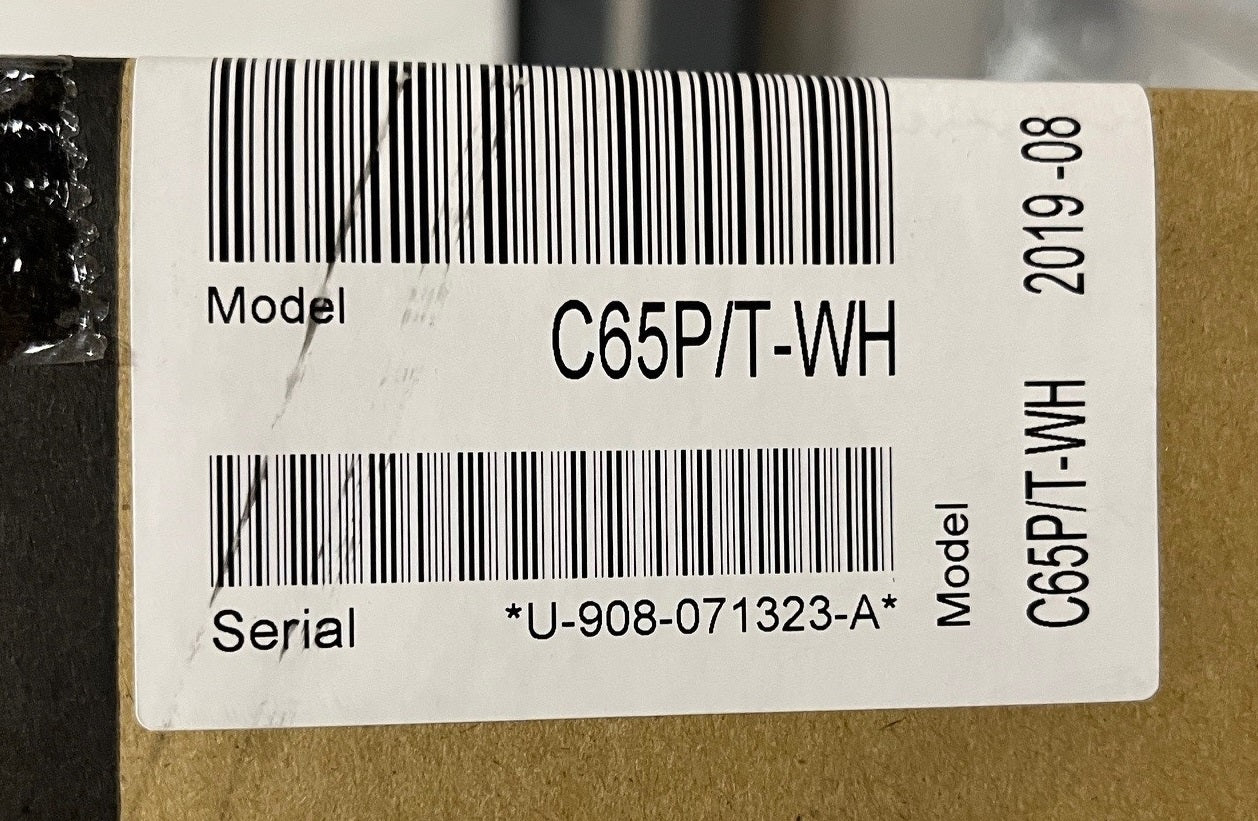 Model
C65P/T-WH
Serial
*U-908-071323-A*
Model
C65P/T-WH 2019 -08